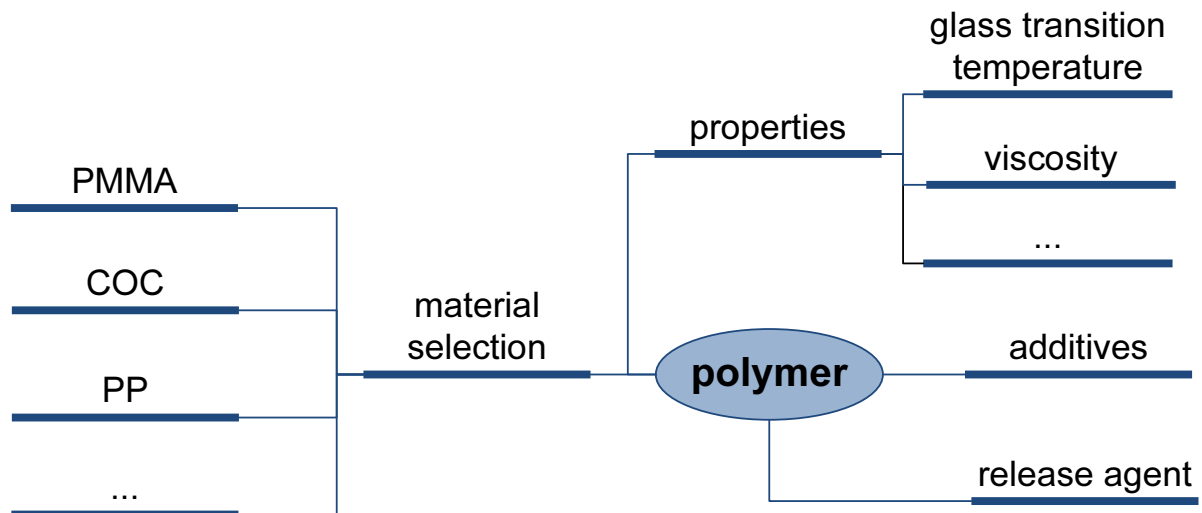 glass transition
temperature
properties
viscosity
...
PMMA
COC
PP
...
material
selection
polymer
additives
release agent